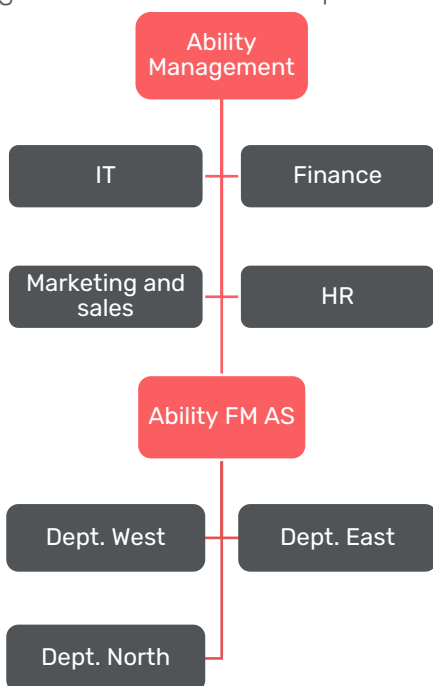 Ability
Management
IT
Finance
Marketing and
sales
HR
Ability FM AS
Dept. West
Dept. East
Dept. North